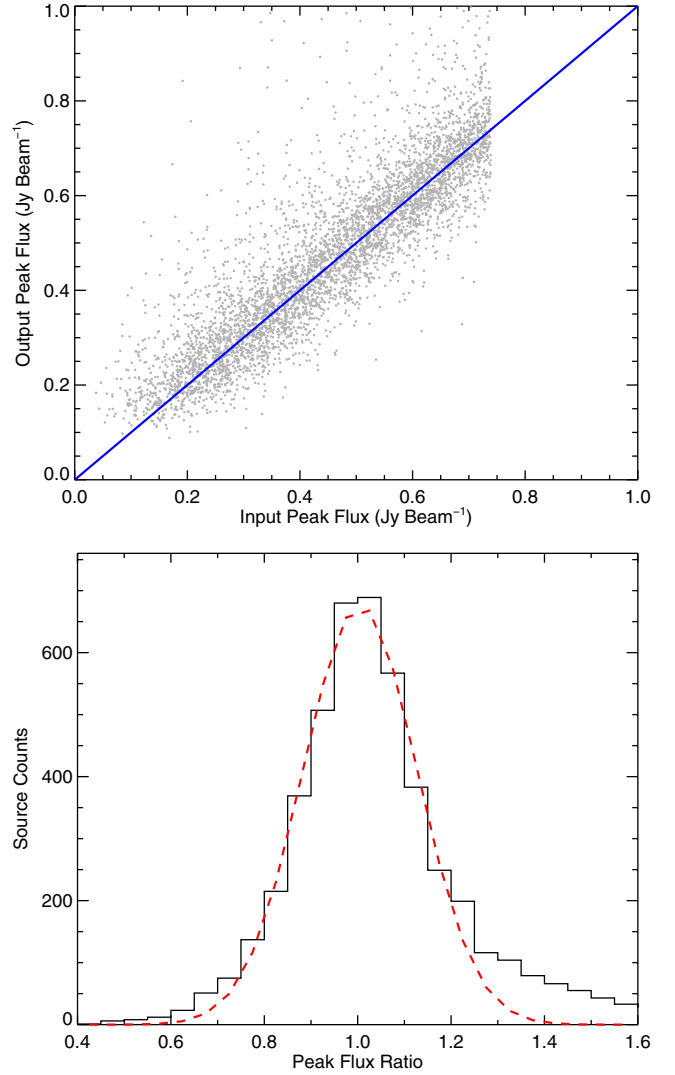 1.0
0.8
0.6
0.4
0.2
0.0
Output Peak Flux (Jy Beam⁻¹)
0.0 0.2 0.4 0.6 0.8 1.0
Input Peak Flux (Jy Beam⁻¹)
600
400
200
0
Source Counts
0.4 0.6 0.8 1.0 1.2 1.4 1.6
Peak Flux Ratio